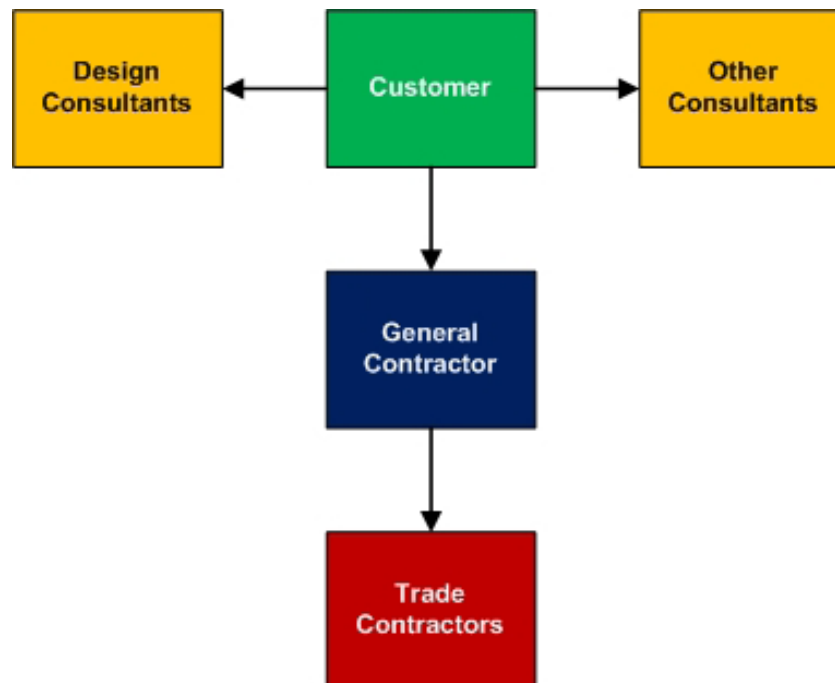 Design
Consultants
Customer
Other
Consultants
General
Contractor
Trade
Contractors